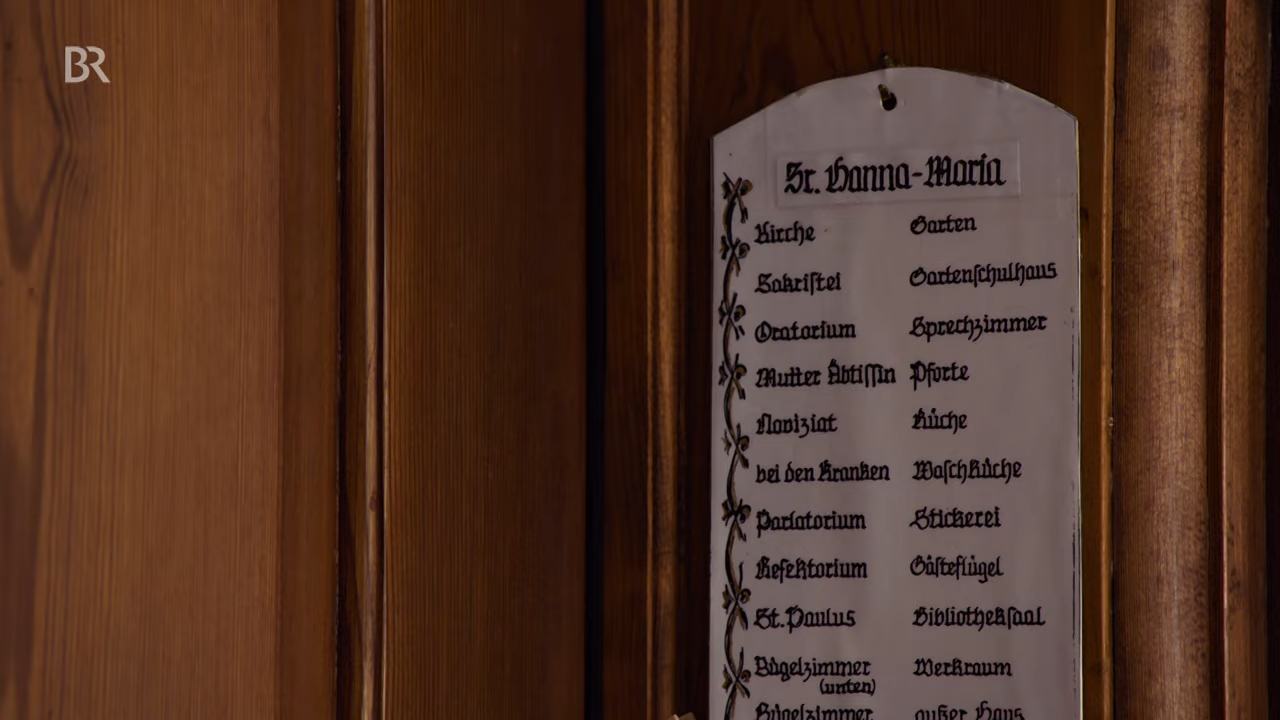 BR
Sr. Hanna-Maria
Kirche Garten
Sakriſtei Gartenſchulhaus
Oratorium Sprechzimmer
Mutter Äbtiſſin Pforte
Noviziat Küche
bei den Kranken Waſchküche
Parlatorium Stickerei
Refektorium Gäſteflügel
St. Paulus Bibliothekſaal
Bügelzimmer Werkraum
(unten)
Bügelzimmer außer Haus